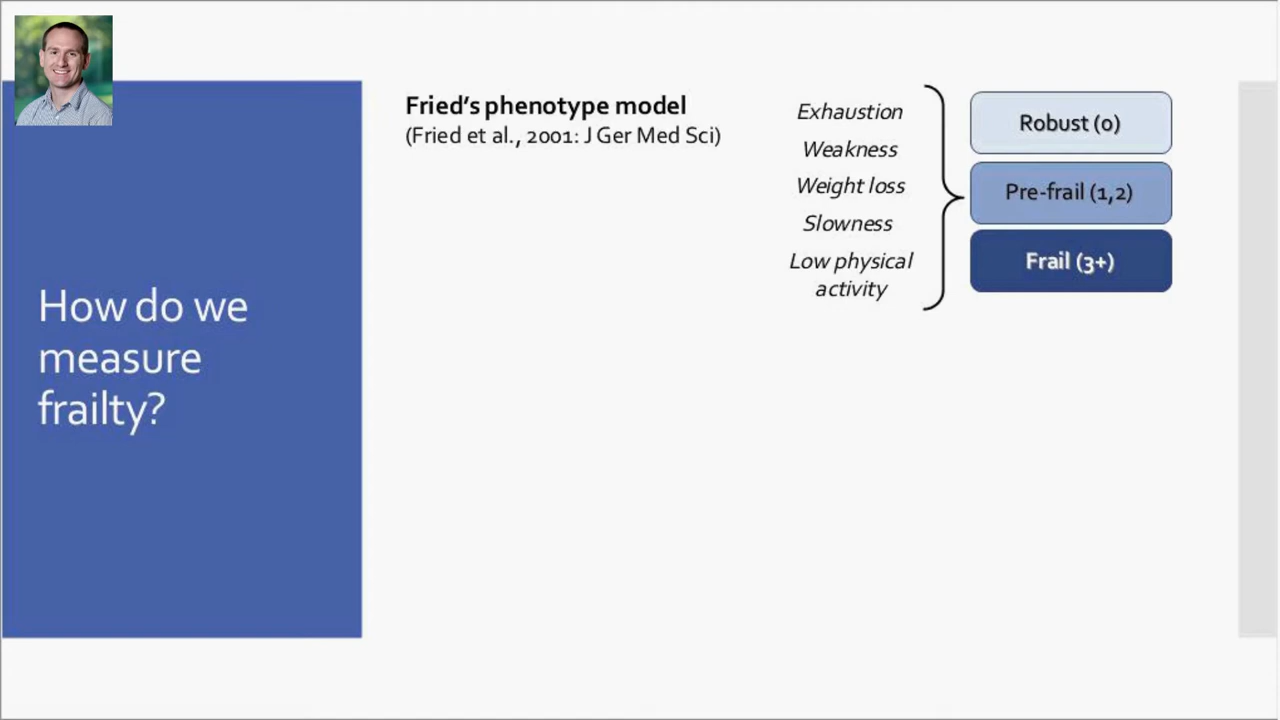 How do we
measure
frailty?
Fried's phenotype model
(Fried et al., 2001: J Ger Med Sci)
Exhaustion
Weakness
Weight loss
Slowness
Low physical
activity
Robust (0)
Pre-frail (1,2)
Frail (3+)